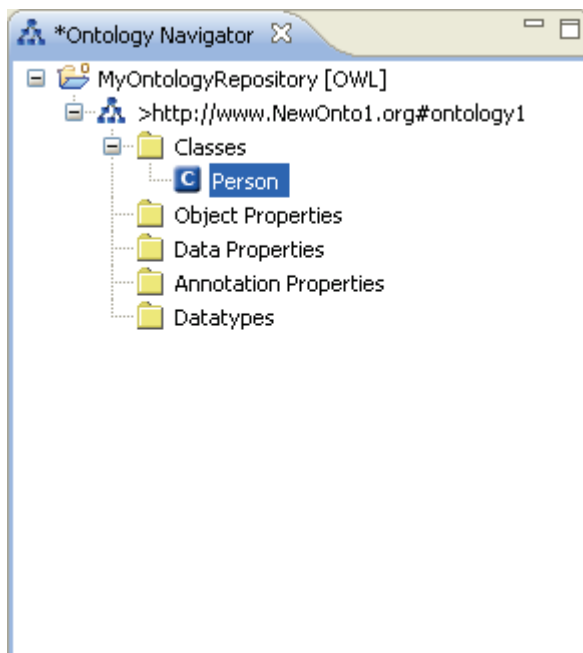 *Ontology Navigator
MyOntologyRepository [OWL]
>http://www.NewOnto1.org#ontology1
Classes
C Person
Object Properties
Data Properties
Annotation Properties
Datatypes